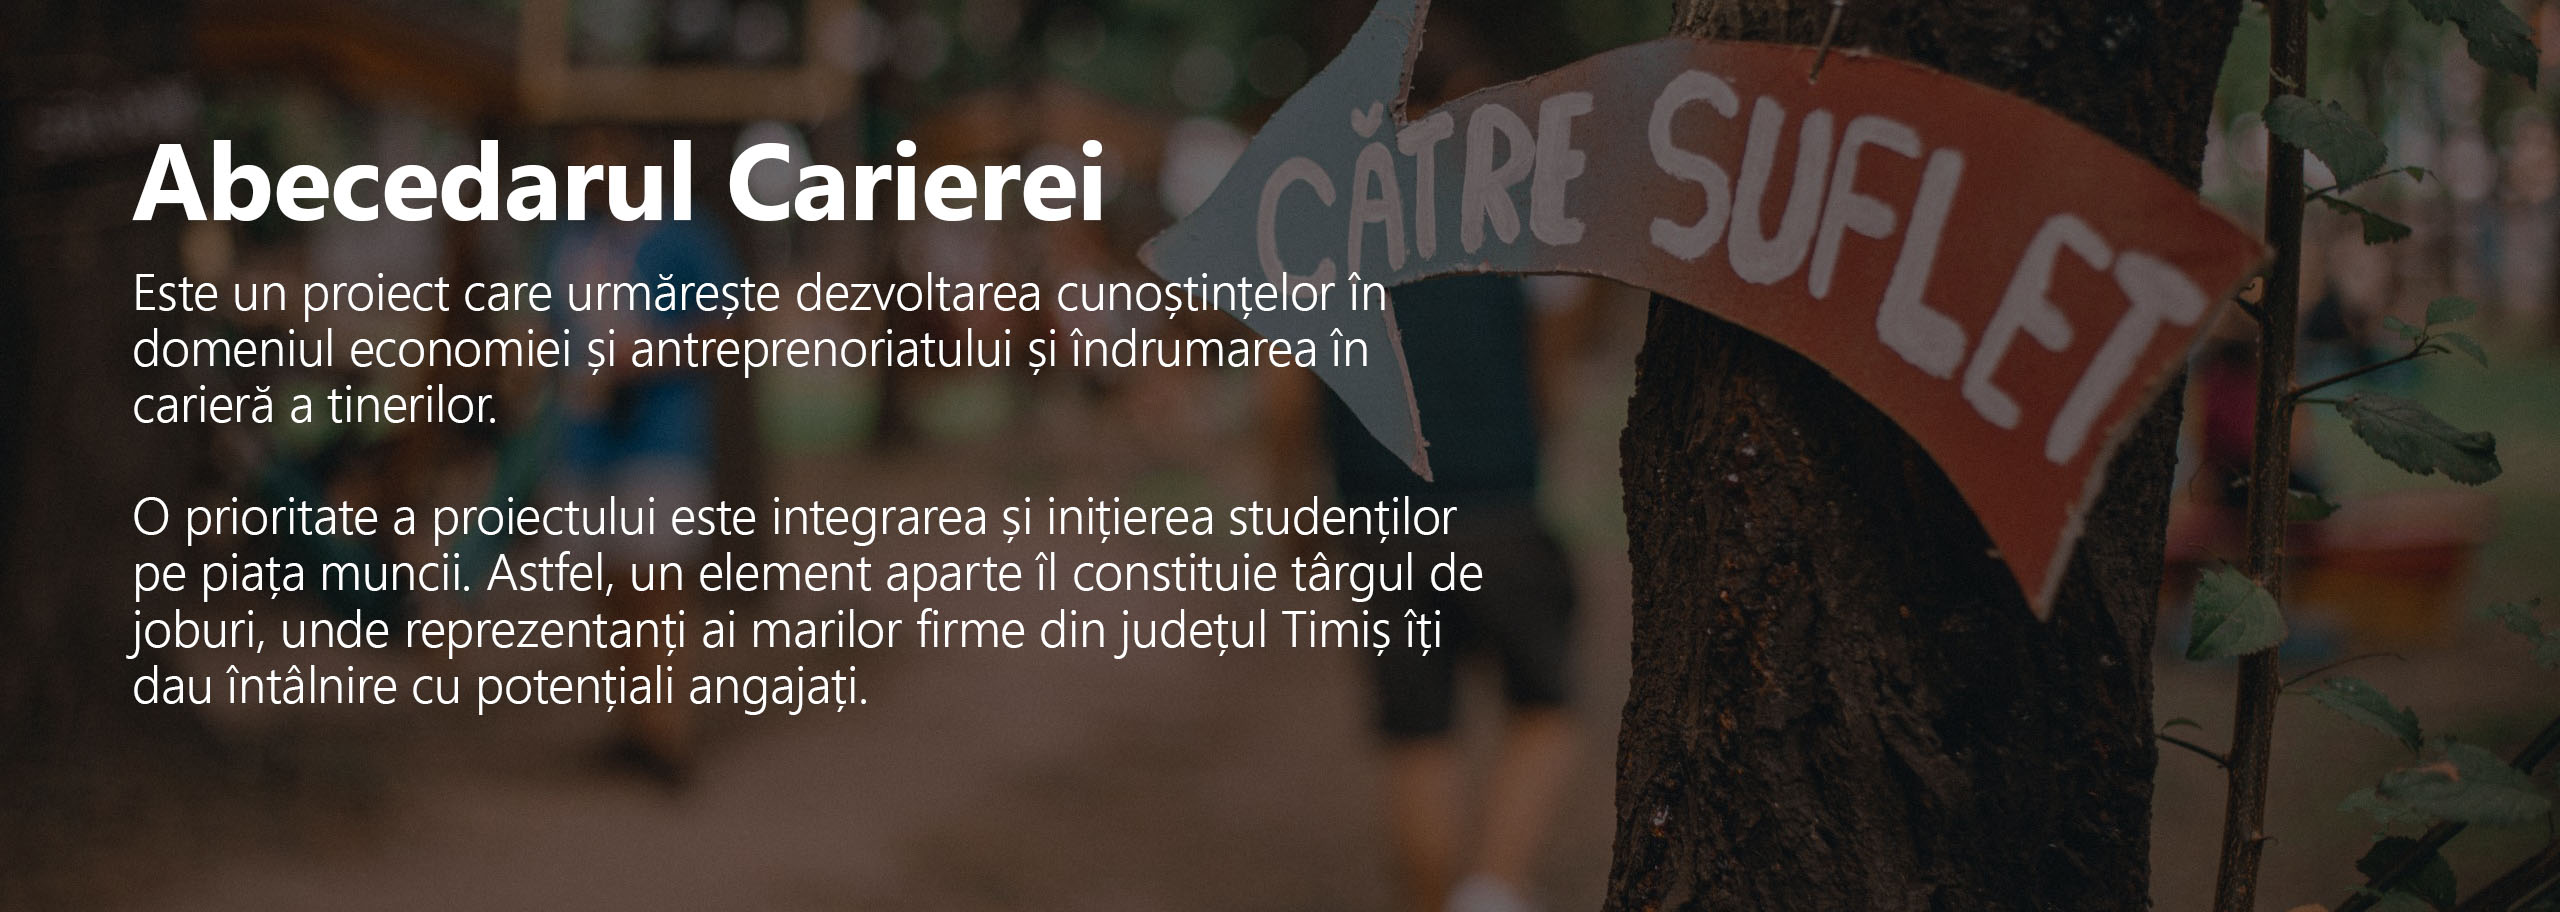 Abecedarul Carierei
CĂTRE SUFLET
Este un proiect care urmărește dezvoltarea cunoștințelor în
domeniul economiei și antreprenoriatului și îndrumarea în
carieră a tinerilor.
O prioritate a proiectului este integrarea și inițierea studenților
pe piața muncii. Astfel, un element aparte îl constituie târgul de
joburi, unde reprezentanți ai marilor firme din județul Timiș îți
dau întâlnire cu potențiali angajați.